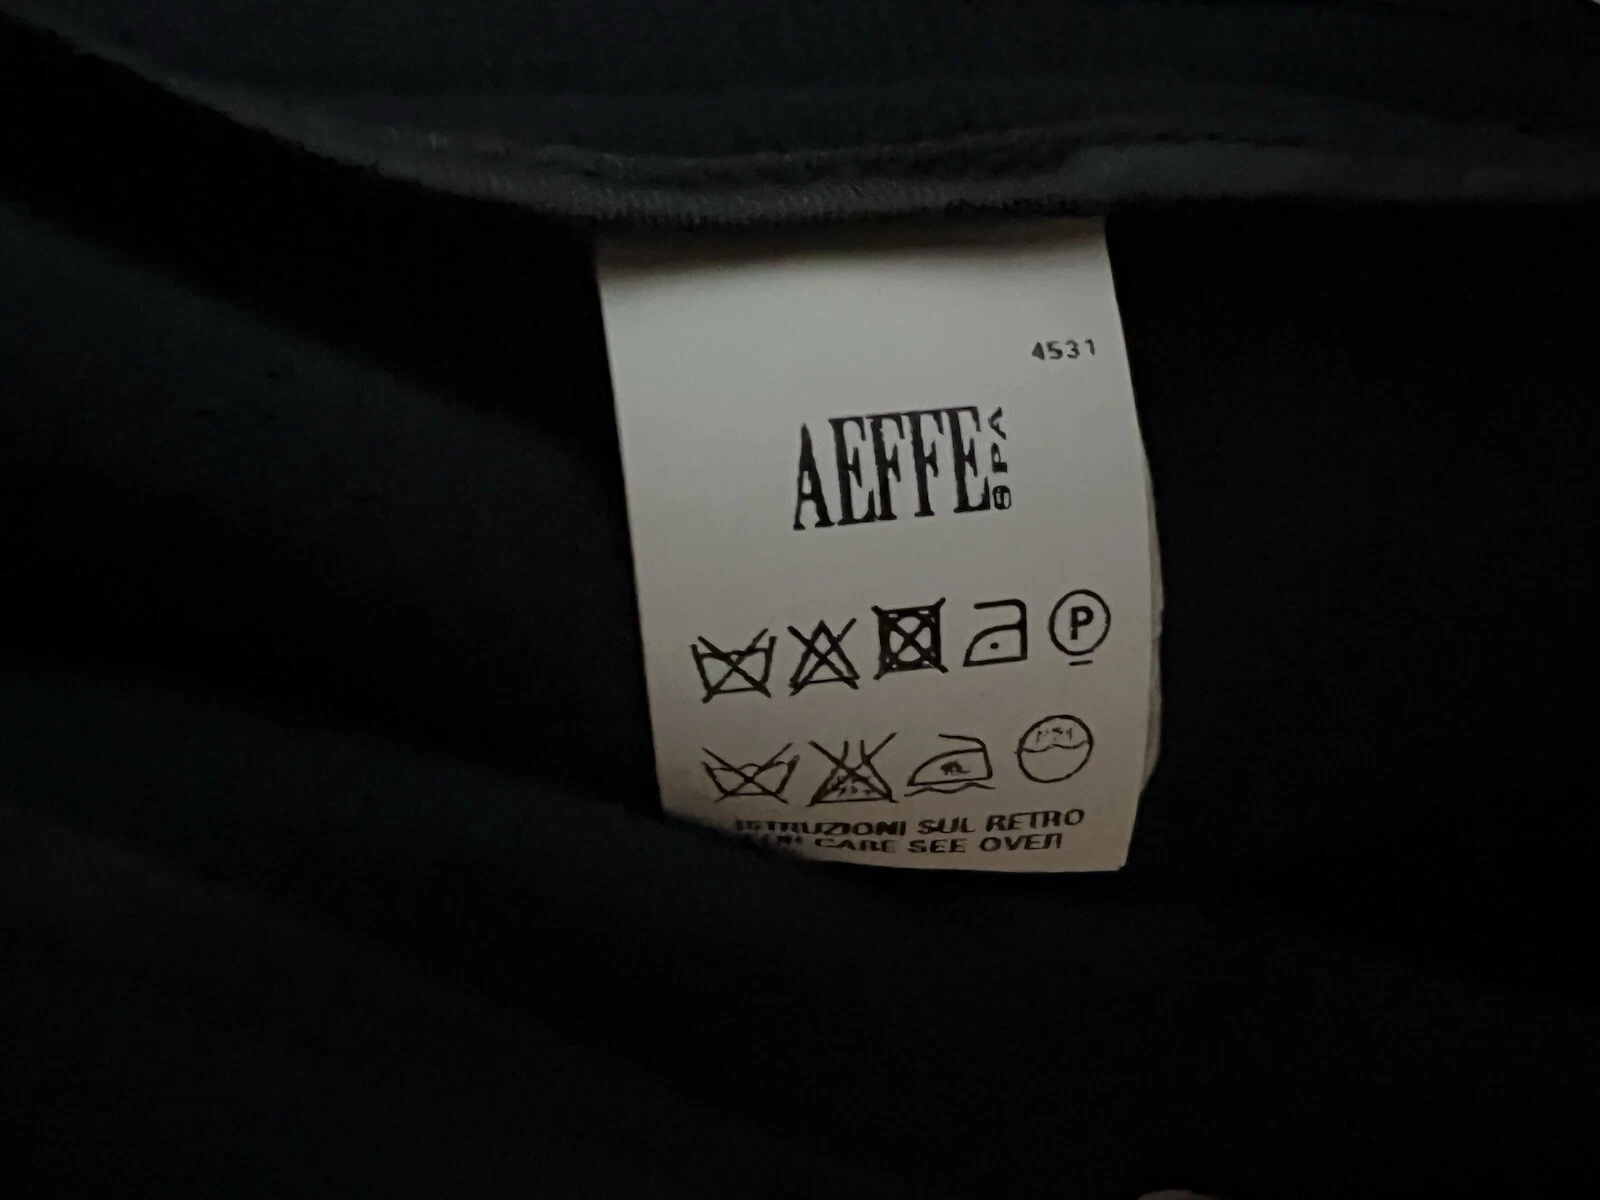 4531
AEFFE SPA
P
ISTRUZIONI SUL RETRO
CARE SEE OVER